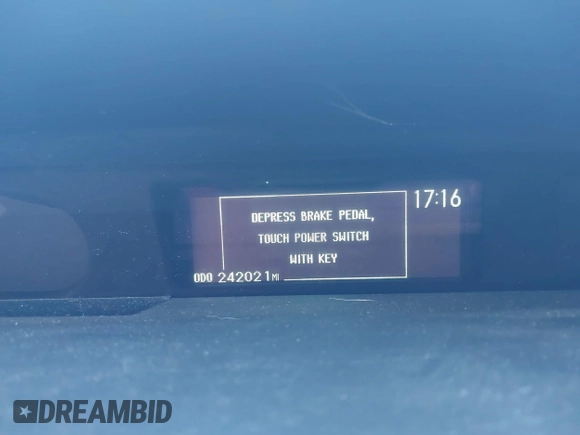 17:16
DEPRESS BRAKE PEDAL,
TOUCH POWER SWITCH
WITH KEY
ODO 242021 MI
DREAMBID